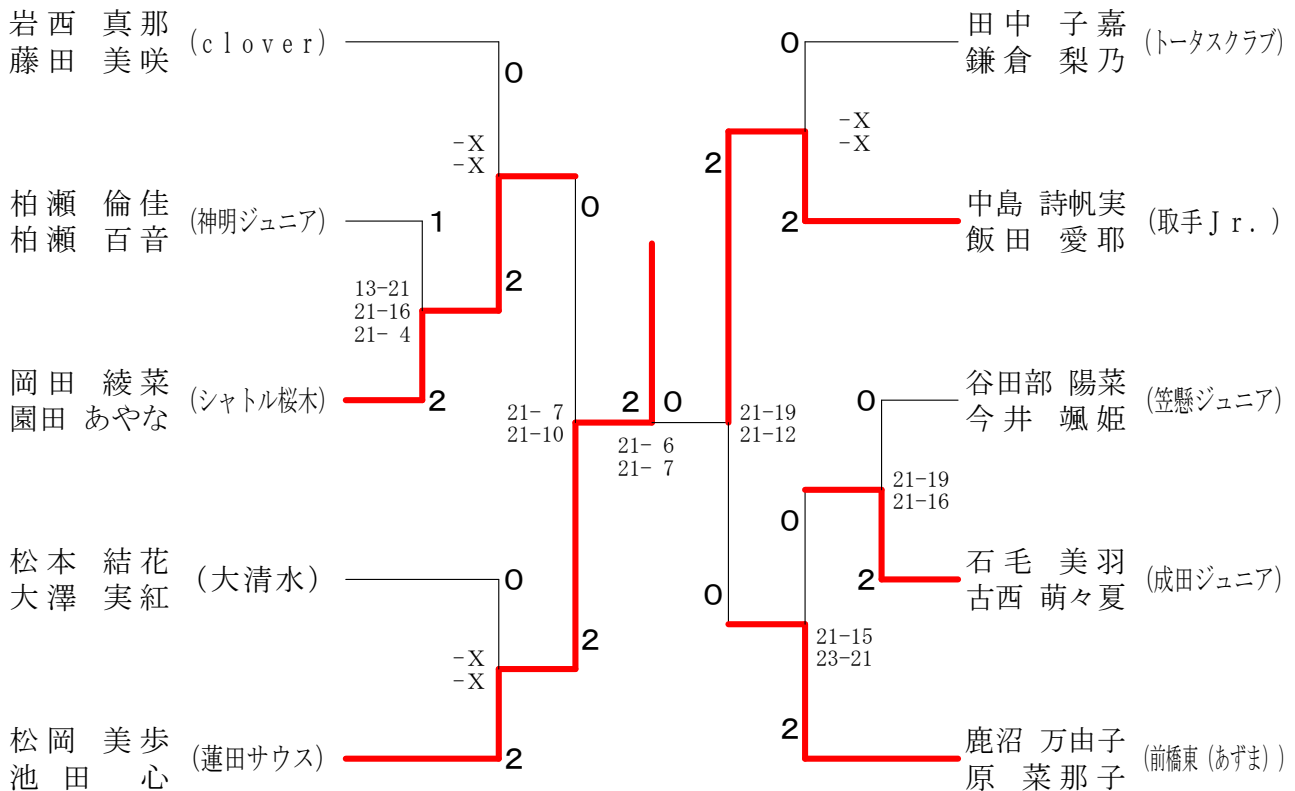 岩西 真那
藤田 美咲
(clover)
0
-X
-X
柏瀬 倫佳
柏瀬 百音
(神明ジュニア)
1
13-21
21-16
21- 4
2
岡田 綾菜
園田 あやな
(シャトル桜木)
2
0
21- 7
21-10
松本 結花
大澤 実紅
(大清水)
0
-X
-X
2
松岡 美歩
池田 心
(蓮田サウス)
2
2 0
21- 6
21- 7
田中 子嘉
鎌倉 梨乃
(トータスクラブ)
0
-X
-X
2
中島 詩帆実
飯田 愛耶
(取手Jr.)
2
21-19
21-12
谷田部 陽菜
今井 颯姫
(笠懸ジュニア)
0
21-19
21-16
0
石毛 美羽
古西 萌々夏
(成田ジュニア)
2
0
21-15
23-21
鹿沼 万由子
原 菜那子
(前橋東(あずま))
2